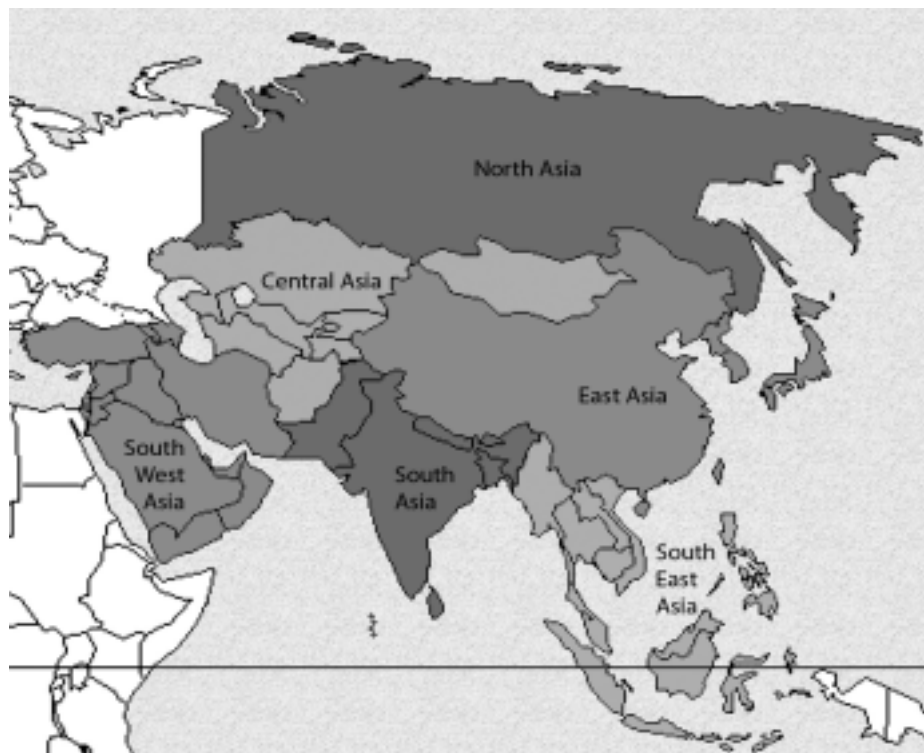 North Asia
Central Asia
East Asia
South
West
Asia
South
Asia
South
East
Asia